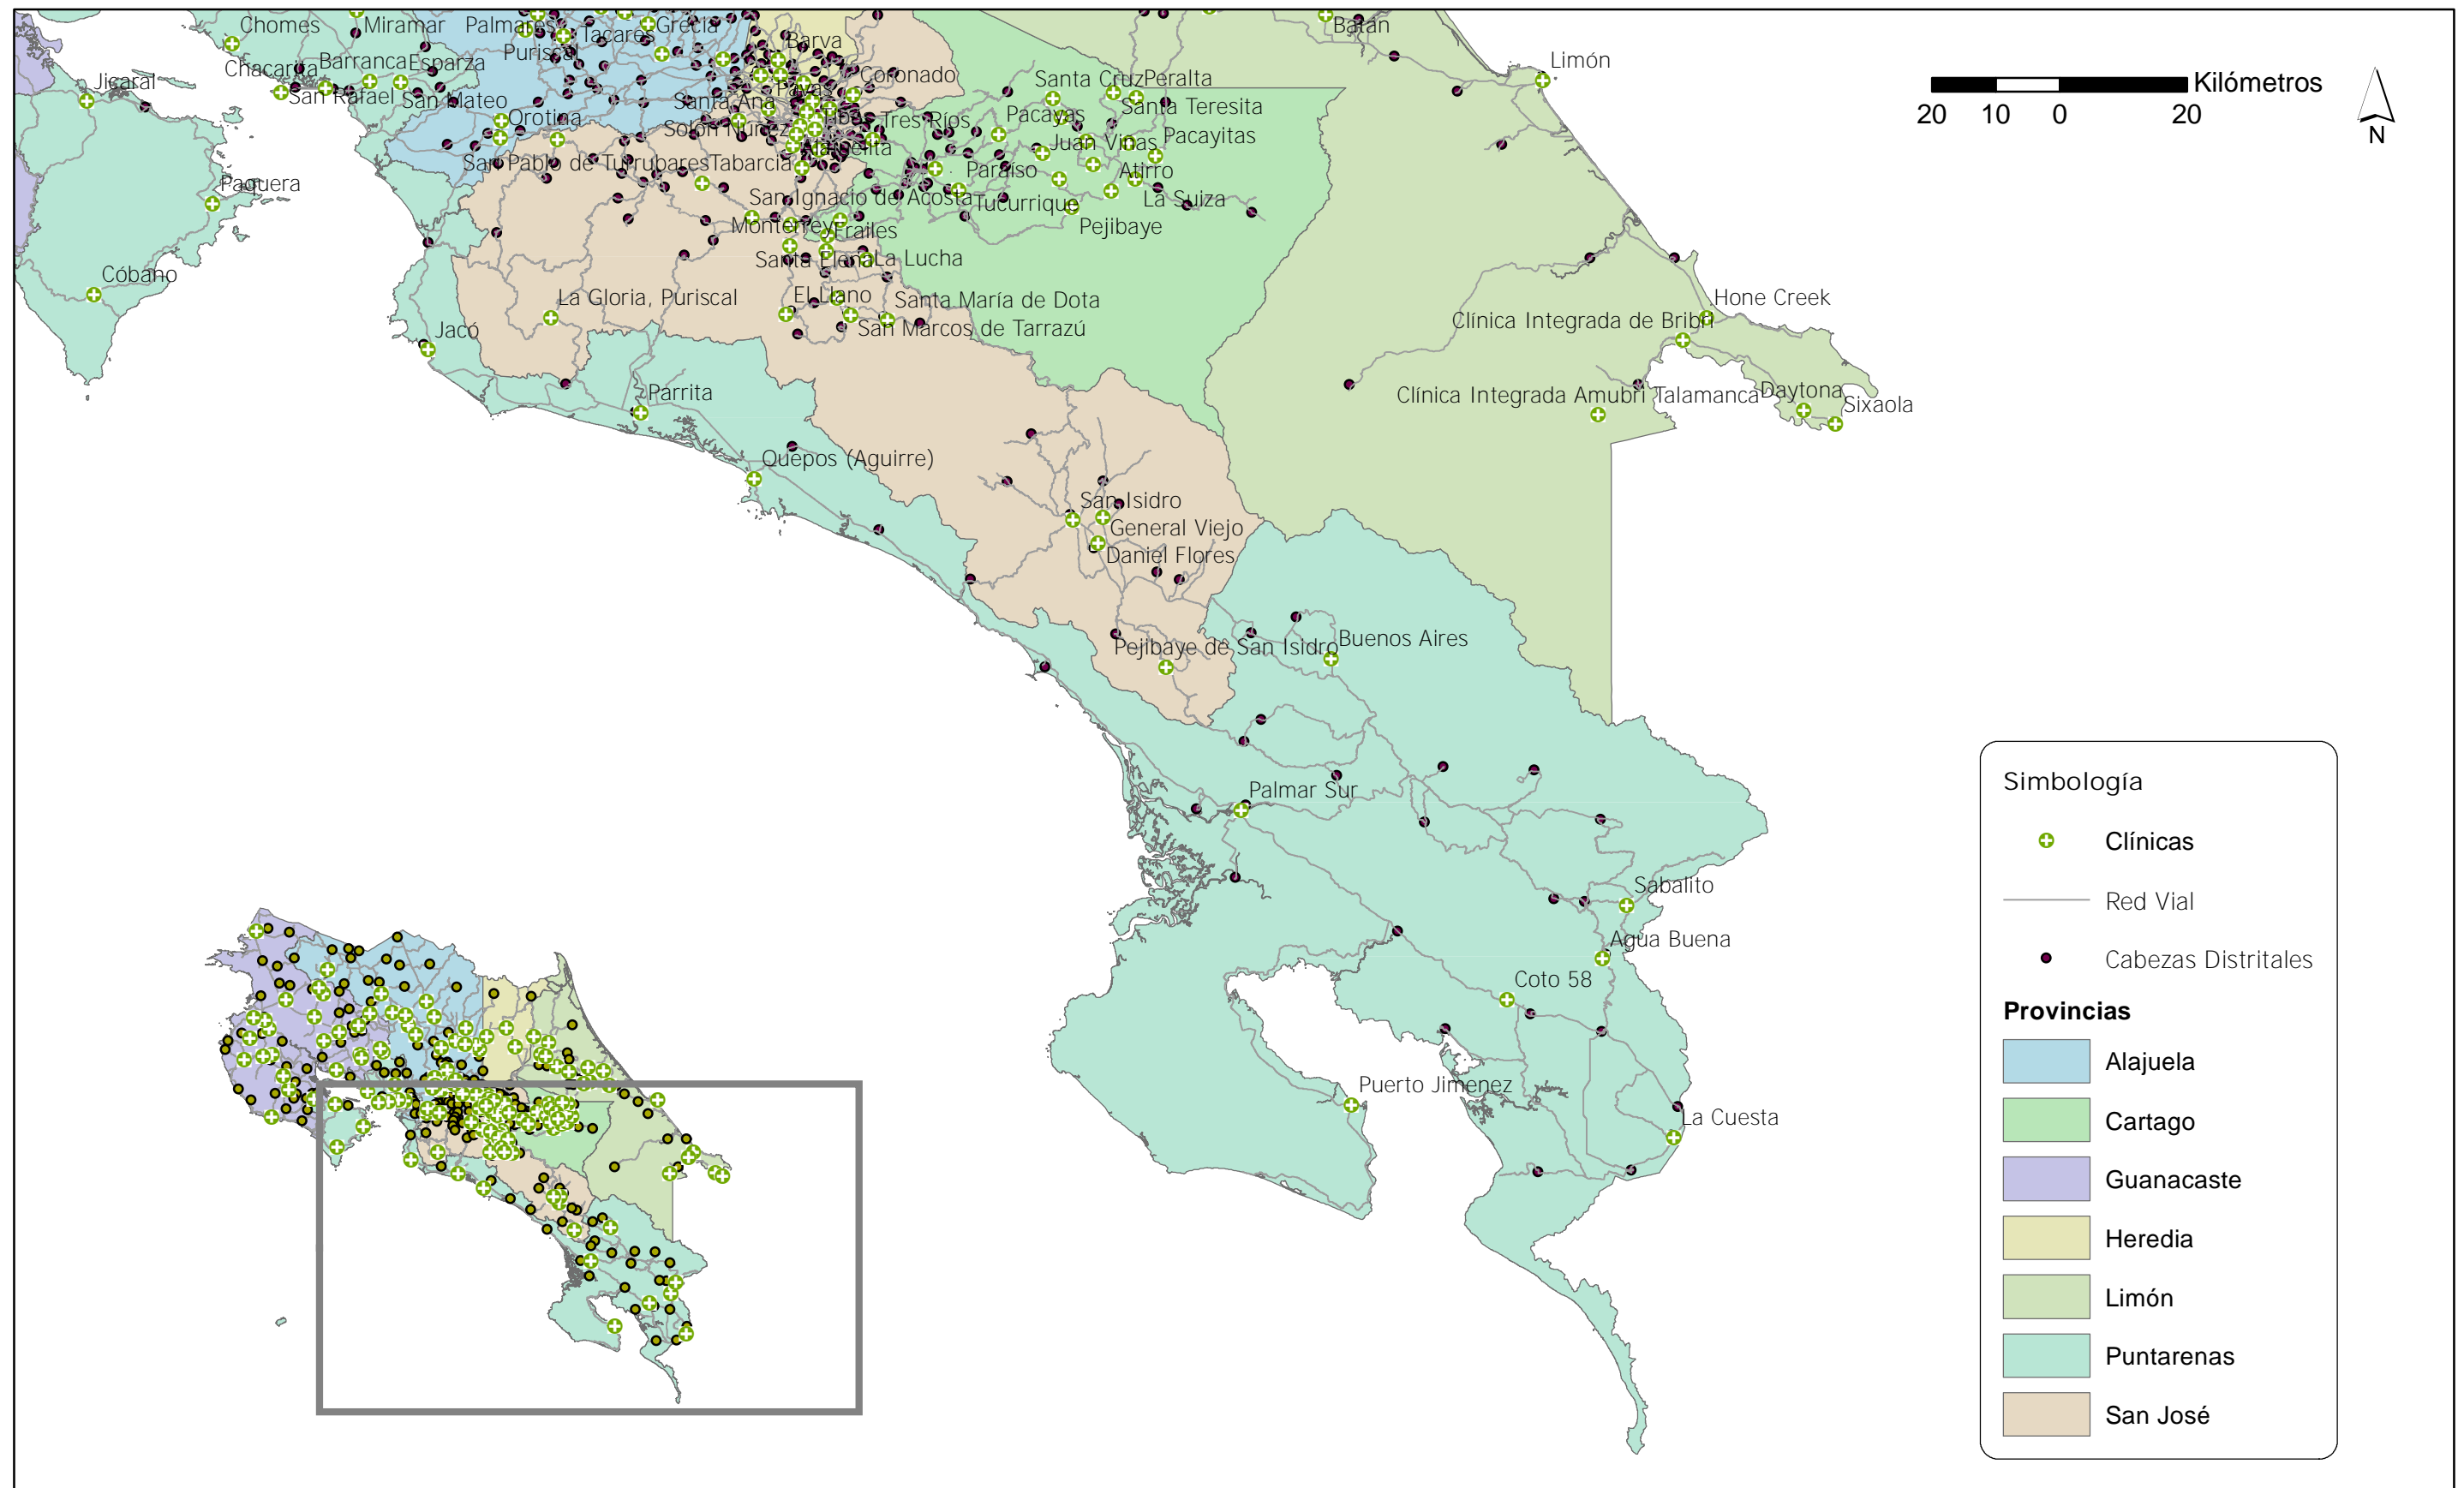 Chomes
Miramar
Palmares
Tacares
Grecia
Barva
Batán
Puriscal
Limón
Jicaral
Chacarita
Barranca
Esparza
Coronado
Santa Cruz
Peralta
Kilómetros
20 10 0 20
N
San Rafael
San Mateo
Santa Ana
Pavas
Pacayas
Santa Teresita
Orotina
Solón Núñez
Tibás
Tres Ríos
Juan Viñas
Pacayitas
Alajuelita
San Pablo de Turrubares
Tabarcia
Paraíso
Atirro
Paquera
San Ignacio de Acosta
Tucurrique
La Suiza
Monterrey
Frailes
Pejibaye
Santa Elena
La Lucha
Cóbano
La Gloria, Puriscal
El Llano
Santa María de Dota
Hone Creek
Jacó
San Marcos de Tarrazú
Clínica Integrada de Bribri
Parrita
Clínica Integrada Amubri Talamanca
Daytona
Sixaola
Quepos (Aguirre)
San Isidro
General Viejo
Daniel Flores
Pejibaye de San Isidro
Buenos Aires
Palmar Sur
Sabalito
Agua Buena
Coto 58
Puerto Jimenez
La Cuesta
Simbología
Clínicas
Red Vial
Cabezas Distritales
Provincias
Alajuela
Cartago
Guanacaste
Heredia
Limón
Puntarenas
San José